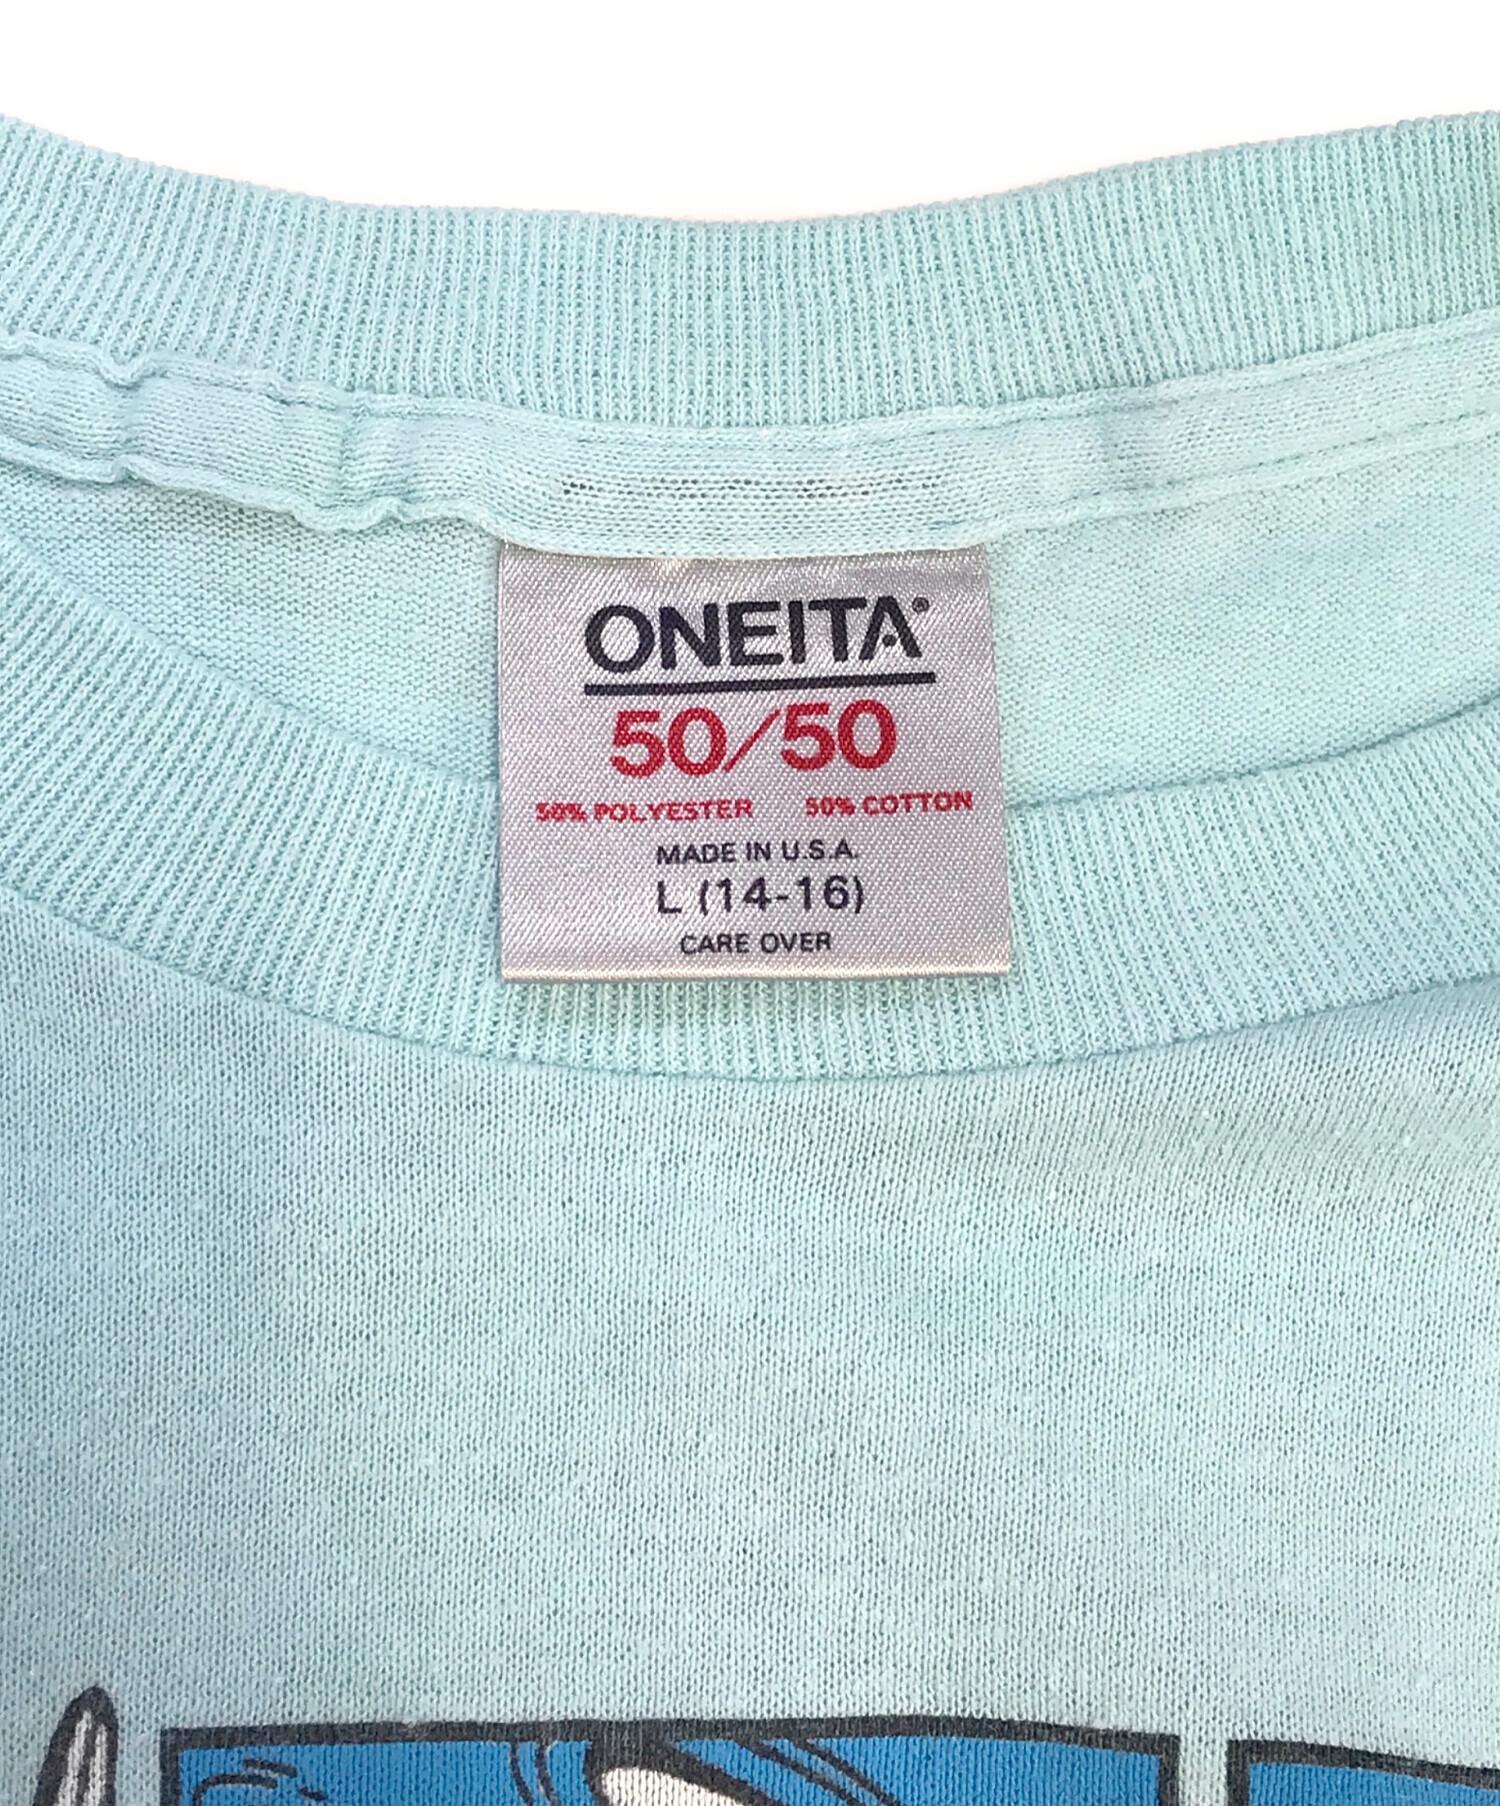 ONEITA®
50/50
50% POLYESTER 50% COTTON
MADE IN U.S.A.
L (14-16)
CARE OVER